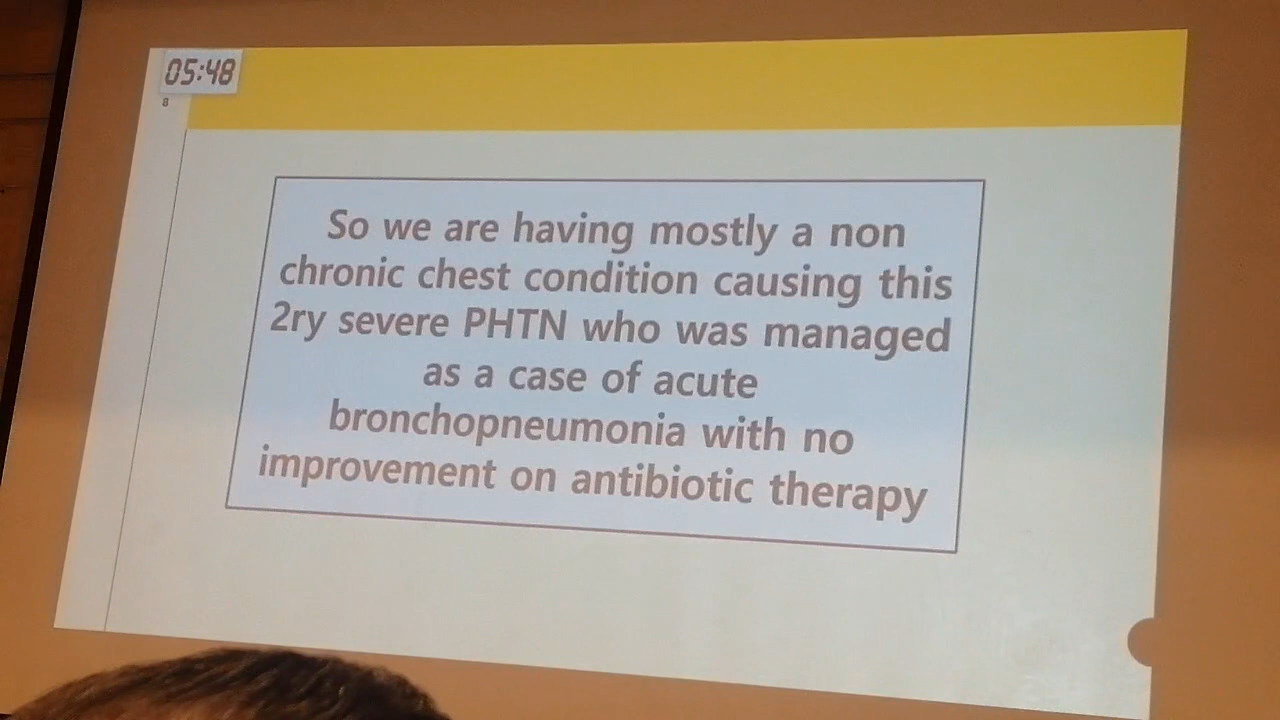 05:48
8
So we are having mostly a non
chronic chest condition causing this
2ry severe PHTN who was managed
as a case of acute
bronchopneumonia with no
improvement on antibiotic therapy